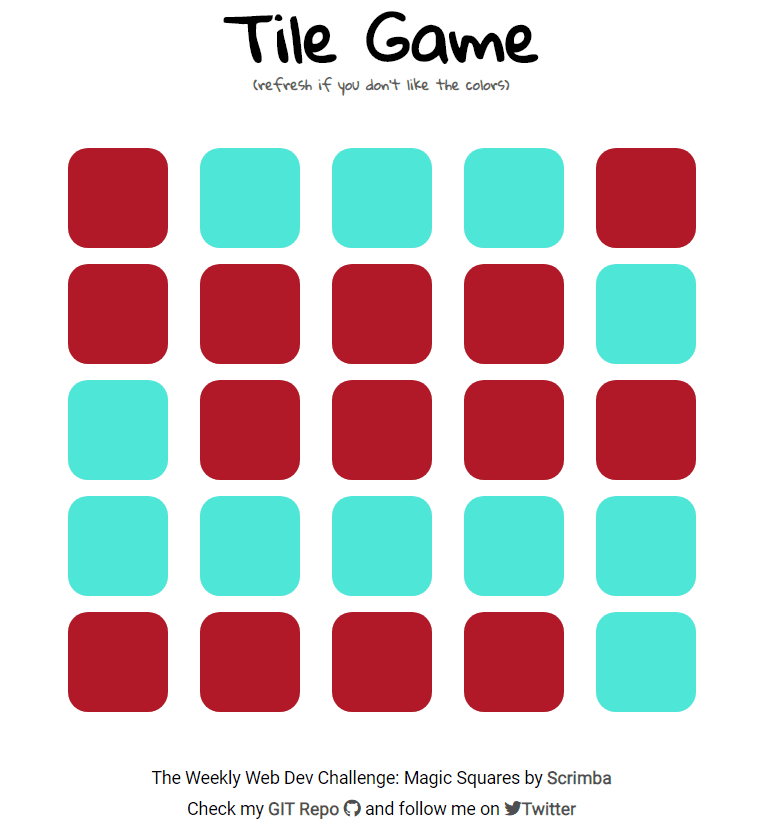 Tile Game
(refresh if you don't like the colors)
The Weekly Web Dev Challenge: Magic Squares by Scrimba
Check my GIT Repo and follow me on Twitter